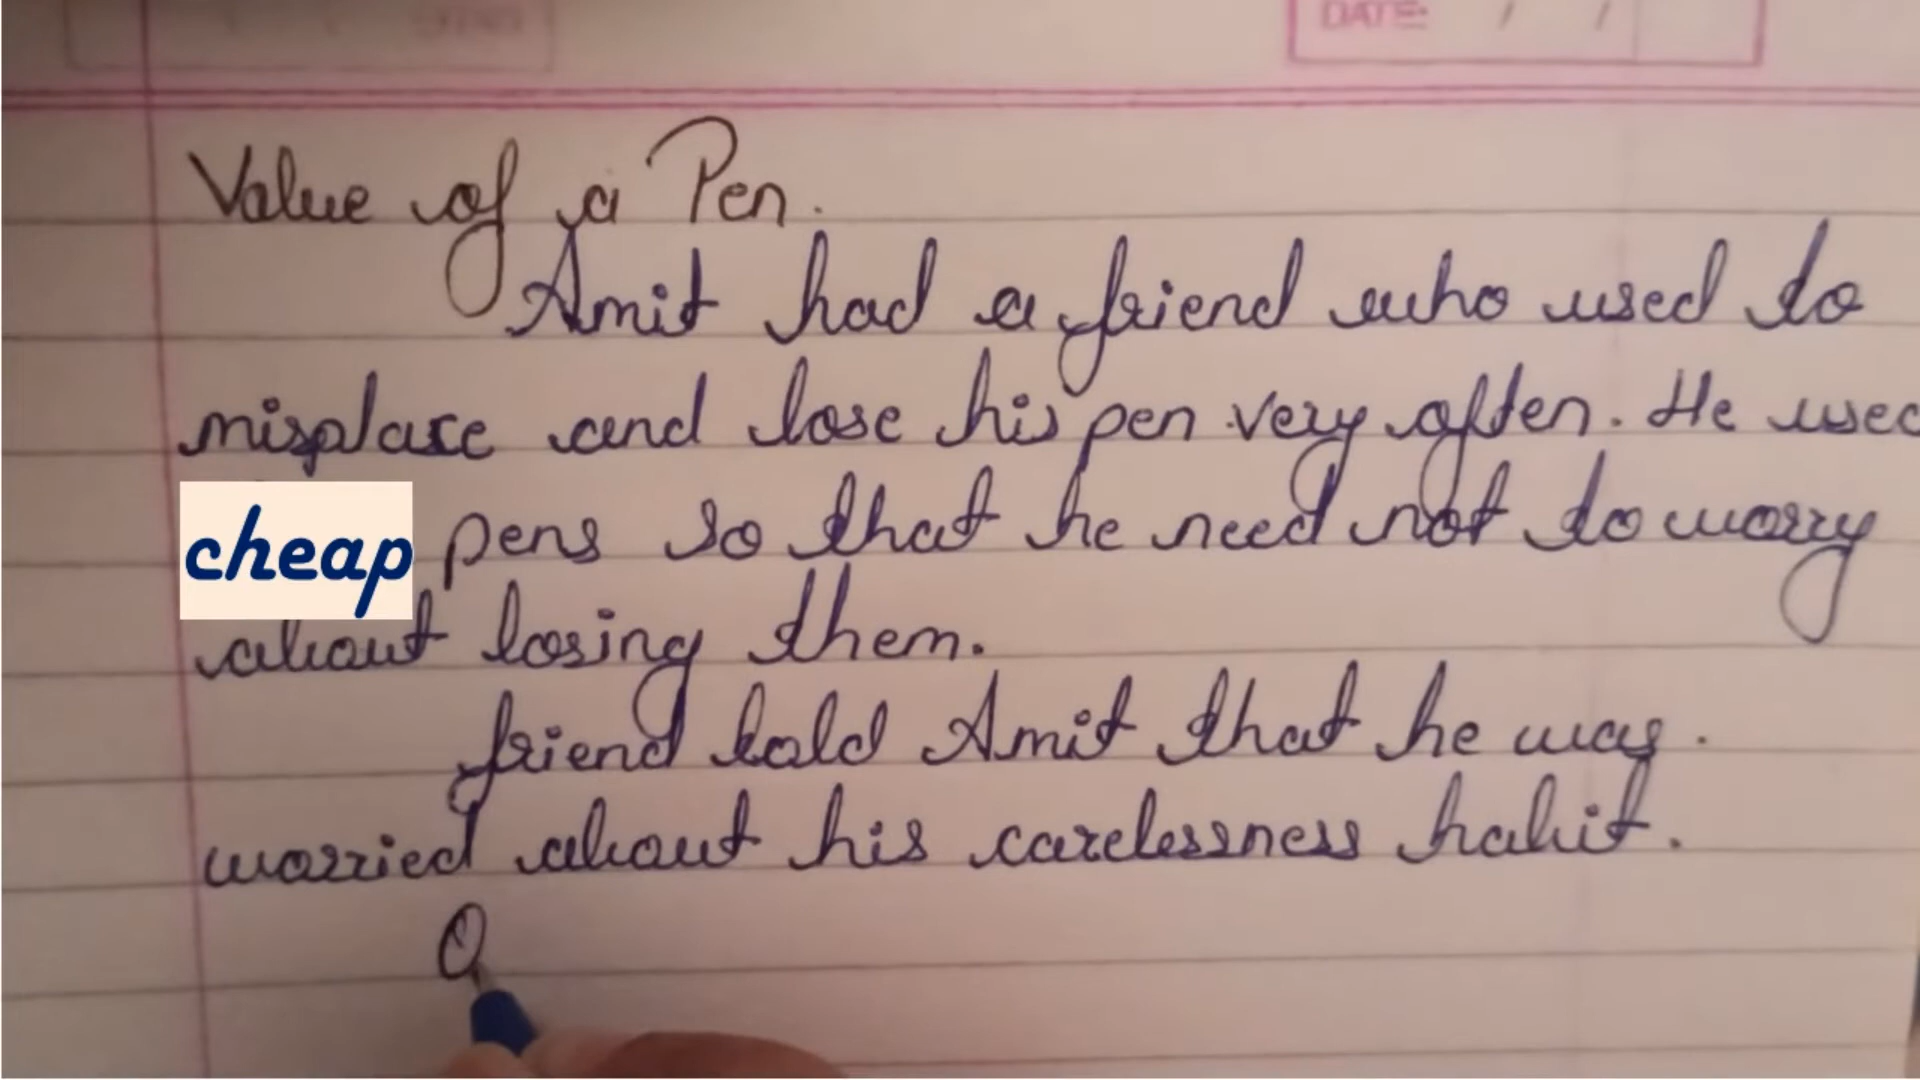 DATE: / /
Value of a Pen.
Amit had a friend who used to
misplace and lose his pen very often. He used
cheap pens so that he need not to worry
about losing them.
friend told Amit that he was.
worried about his carelessness habit.
O